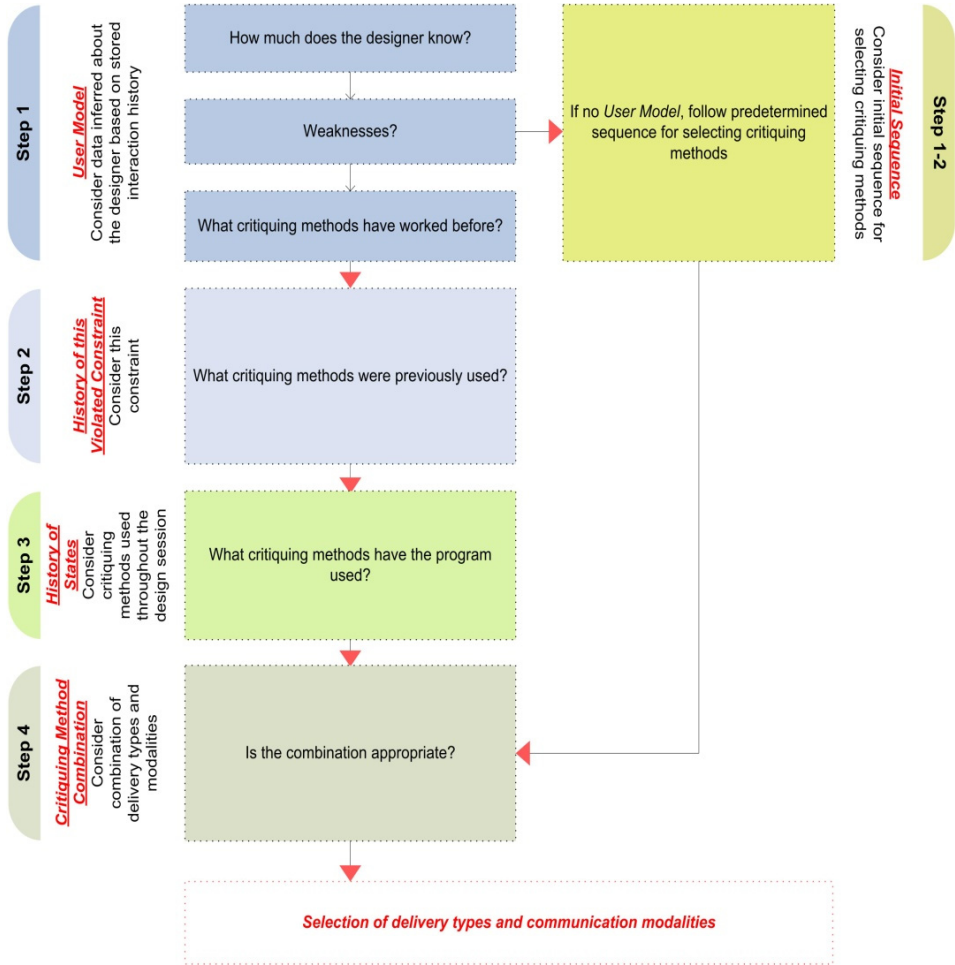 Step 1
User Model
Consider data inferred about
the designer based on stored
interaction history
How much does the designer know?
Weaknesses?
What critiquing methods have worked before?
If no User Model, follow predetermined
sequence for selecting critiquing
methods
Initial Sequence
Consider initial sequence for
selecting critiquing methods
Step 1-2
Step 2
History of this
Violated Constraint
Consider this
constraint
What critiquing methods were previously used?
Step 3
History of
States
Consider
critiquing
methods used
throughout the
design session
What critiquing methods have the program
used?
Step 4
Critiquing Method
Combination
Consider
combination of
delivery types and
modalities
Is the combination appropriate?
Selection of delivery types and communication modalities